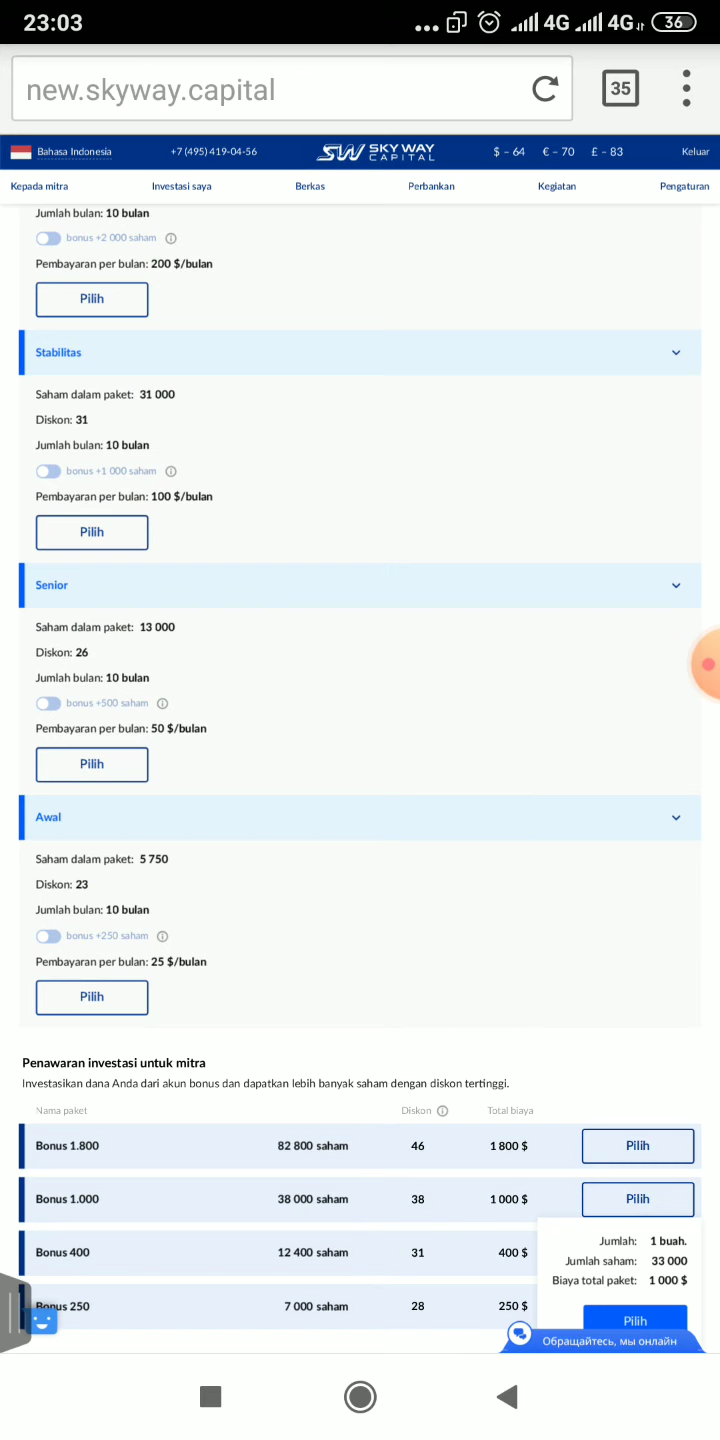 23:03
4G 4G 36
new.skyway.capital
35
Bahasa Indonesia +7 (495) 419-04-56 SW SKY WAY CAPITAL $ – 64 € – 70 £ – 83 Keluar
Kepada mitra Investasi saya Berkas Perbankan Kegiatan Pengaturan
Jumlah bulan: 10 bulan
bonus +2 000 saham
Pembayaran per bulan: 200 $/bulan
Pilih
Stabilitas
Saham dalam paket: 31 000
Diskon: 31
Jumlah bulan: 10 bulan
bonus +1 000 saham
Pembayaran per bulan: 100 $/bulan
Pilih
Senior
Saham dalam paket: 13 000
Diskon: 26
Jumlah bulan: 10 bulan
bonus +500 saham
Pembayaran per bulan: 50 $/bulan
Pilih
Awal
Saham dalam paket: 5 750
Diskon: 23
Jumlah bulan: 10 bulan
bonus +250 saham
Pembayaran per bulan: 25 $/bulan
Pilih
Penawaran investasi untuk mitra
Investasikan dana Anda dari akun bonus dan dapatkan lebih banyak saham dengan diskon tertinggi.
Nama paket Diskon Total biaya
Bonus 1.800 82 800 saham 46 1 800 $ Pilih
Bonus 1.000 38 000 saham 38 1 000 $ Pilih
Bonus 400 12 400 saham 31 400 $
Bonus 250 7 000 saham 28 250 $
Jumlah: 1 buah.
Jumlah saham: 33 000
Biaya total paket: 1 000 $
Pilih
Обращайтесь, мы онлайн